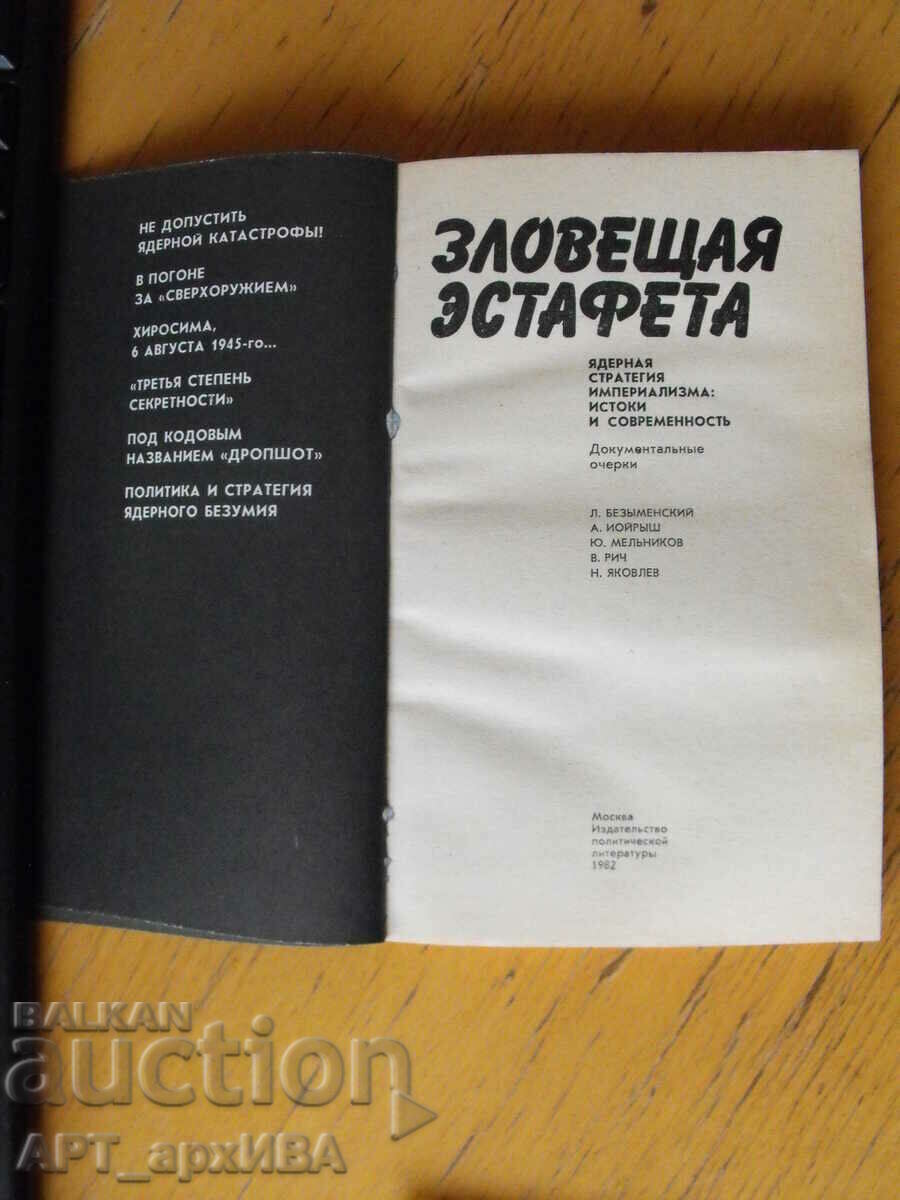 НЕ ДОПУСТИТЬ
ЯДЕРНОЙ КАТАСТРОФЫ!
В ПОГОНЕ
ЗА «СВЕРХОРУЖИЕМ»
ХИРОСИМА,
6 АВГУСТА 1945-го...
«ТРЕТЬЯ СТЕПЕНЬ
СЕКРЕТНОСТИ»
ПОД КОДОВЫМ
НАЗВАНИЕМ «ДРОПШОТ»
ПОЛИТИКА И СТРАТЕГИЯ
ЯДЕРНОГО БЕЗУМИЯ
ЗЛОВЕЩАЯ
ЭСТАФЕТА
ЯДЕРНАЯ
СТРАТЕГИЯ
ИМПЕРИАЛИЗМА:
ИСТОКИ
И СОВРЕМЕННОСТЬ
Документальные
очерки
Л. БЕЗЫМЕНСКИЙ
А. ИОЙРЫШ
Ю. МЕЛЬНИКОВ
В. РИЧ
Н. ЯКОВЛЕВ
Москва
Издательство
политической
литературы
1982
BALKAN
auction
АРТ_архИВА